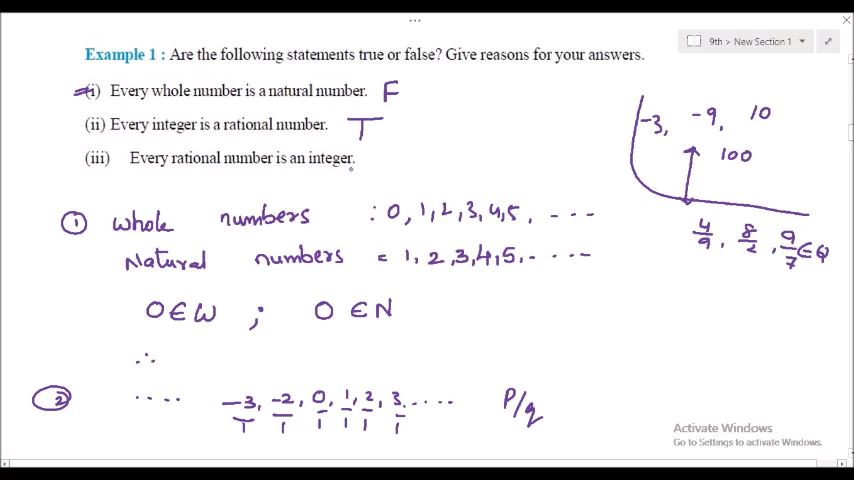 Example 1 : Are the following statements true or false? Give reasons for your answers.
9th > New Section 1
(i) Every whole number is a natural number. F
(ii) Every integer is a rational number. T
(iii) Every rational number is an integer.
-3, -9, 10
100
4/9, 8/2, 9/7 ∈ Q
① Whole numbers : 0, 1, 2, 3, 4, 5, ....
Natural numbers = 1, 2, 3, 4, 5, .....
0 ∈ W ; 0 ∈ N
∴
② .... -3/1, -2/1, 0/1, 1/1, 2/1, 3/1 .... P/q
Activate Windows
Go to Settings to activate Windows.